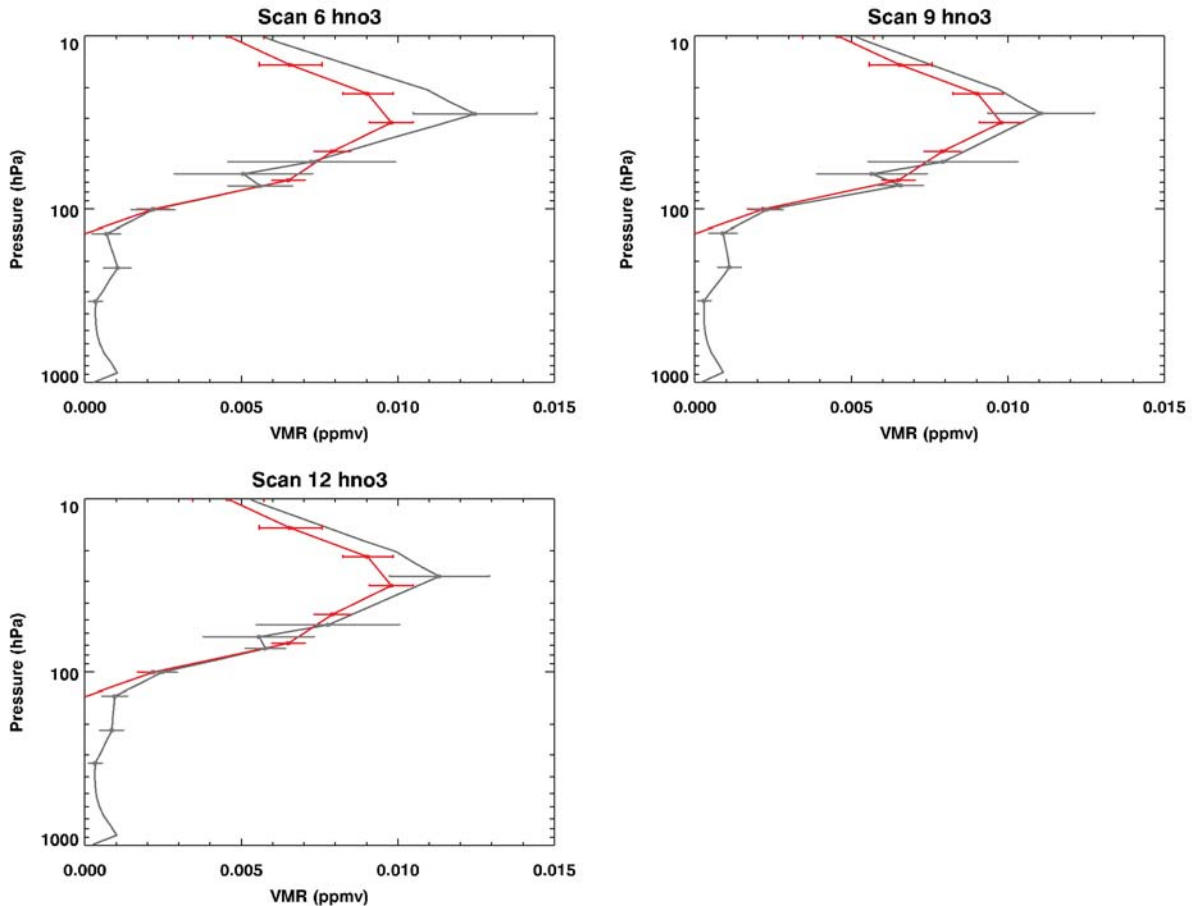 Scan 6 hno3
10
100
1000
Pressure (hPa)
0.000 0.005 0.010 0.015
VMR (ppmv)
Scan 9 hno3
10
100
1000
Pressure (hPa)
0.000 0.005 0.010 0.015
VMR (ppmv)
Scan 12 hno3
10
100
1000
Pressure (hPa)
0.000 0.005 0.010 0.015
VMR (ppmv)